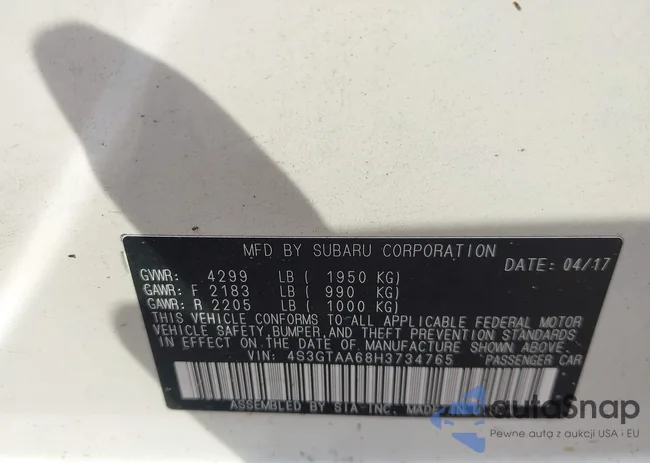 MFD BY SUBARU CORPORATION
DATE: 04/17
GVWR: 4299 LB ( 1950 KG)
GAWR: F 2183 LB ( 990 KG)
GAWR: R 2205 LB ( 1000 KG)
THIS VEHICLE CONFORMS TO ALL APPLICABLE FEDERAL MOTOR
VEHICLE SAFETY, BUMPER, AND THEFT PREVENTION STANDARDS
IN EFFECT ON THE DATE OF MANUFACTURE SHOWN ABOVE.
VIN: 4S3GTAA68H3734765 PASSENGER CAR
ASSEMBLED BY SIA-INC. MADE IN
autoSnap
Pewne auta z aukcji USA i EU